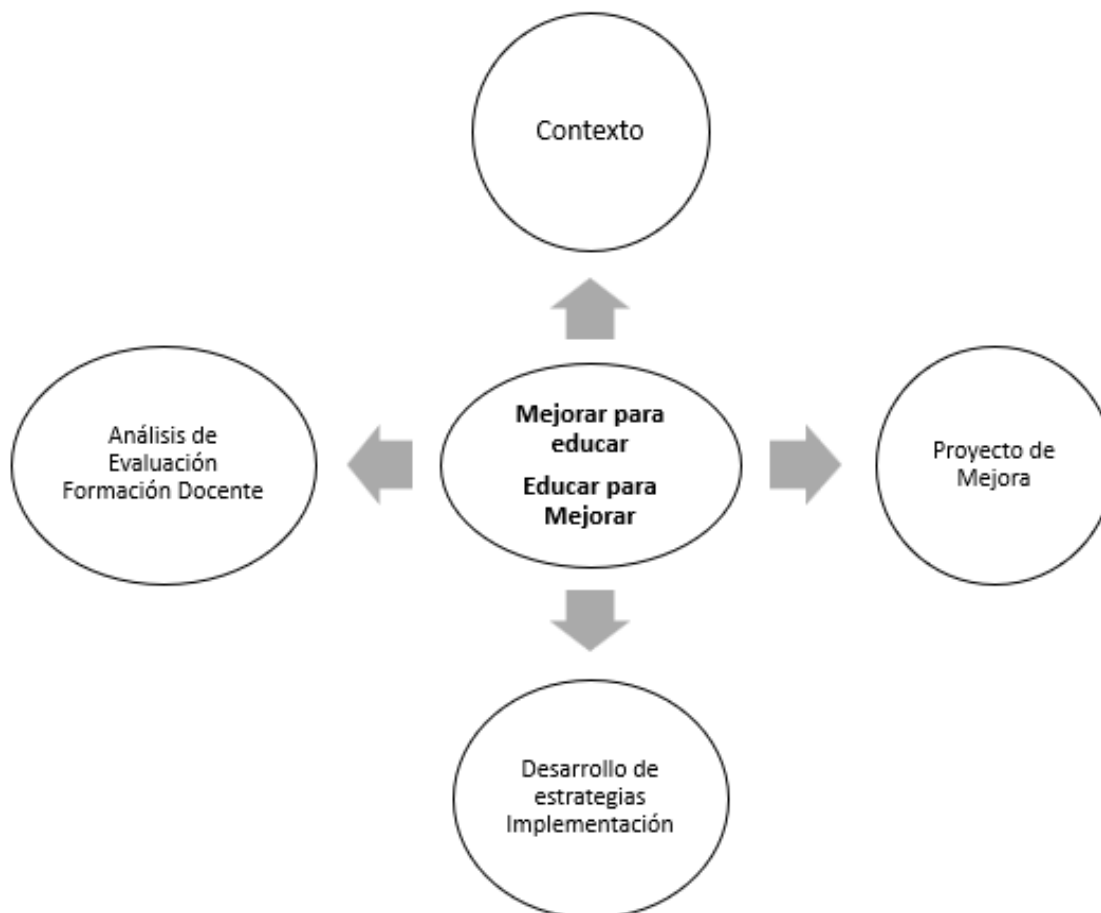 Contexto
Análisis de
Evaluación
Formación Docente
Mejorar para
educar
Educar para
Mejorar
Proyecto de
Mejora
Desarrollo de
estrategias
Implementación